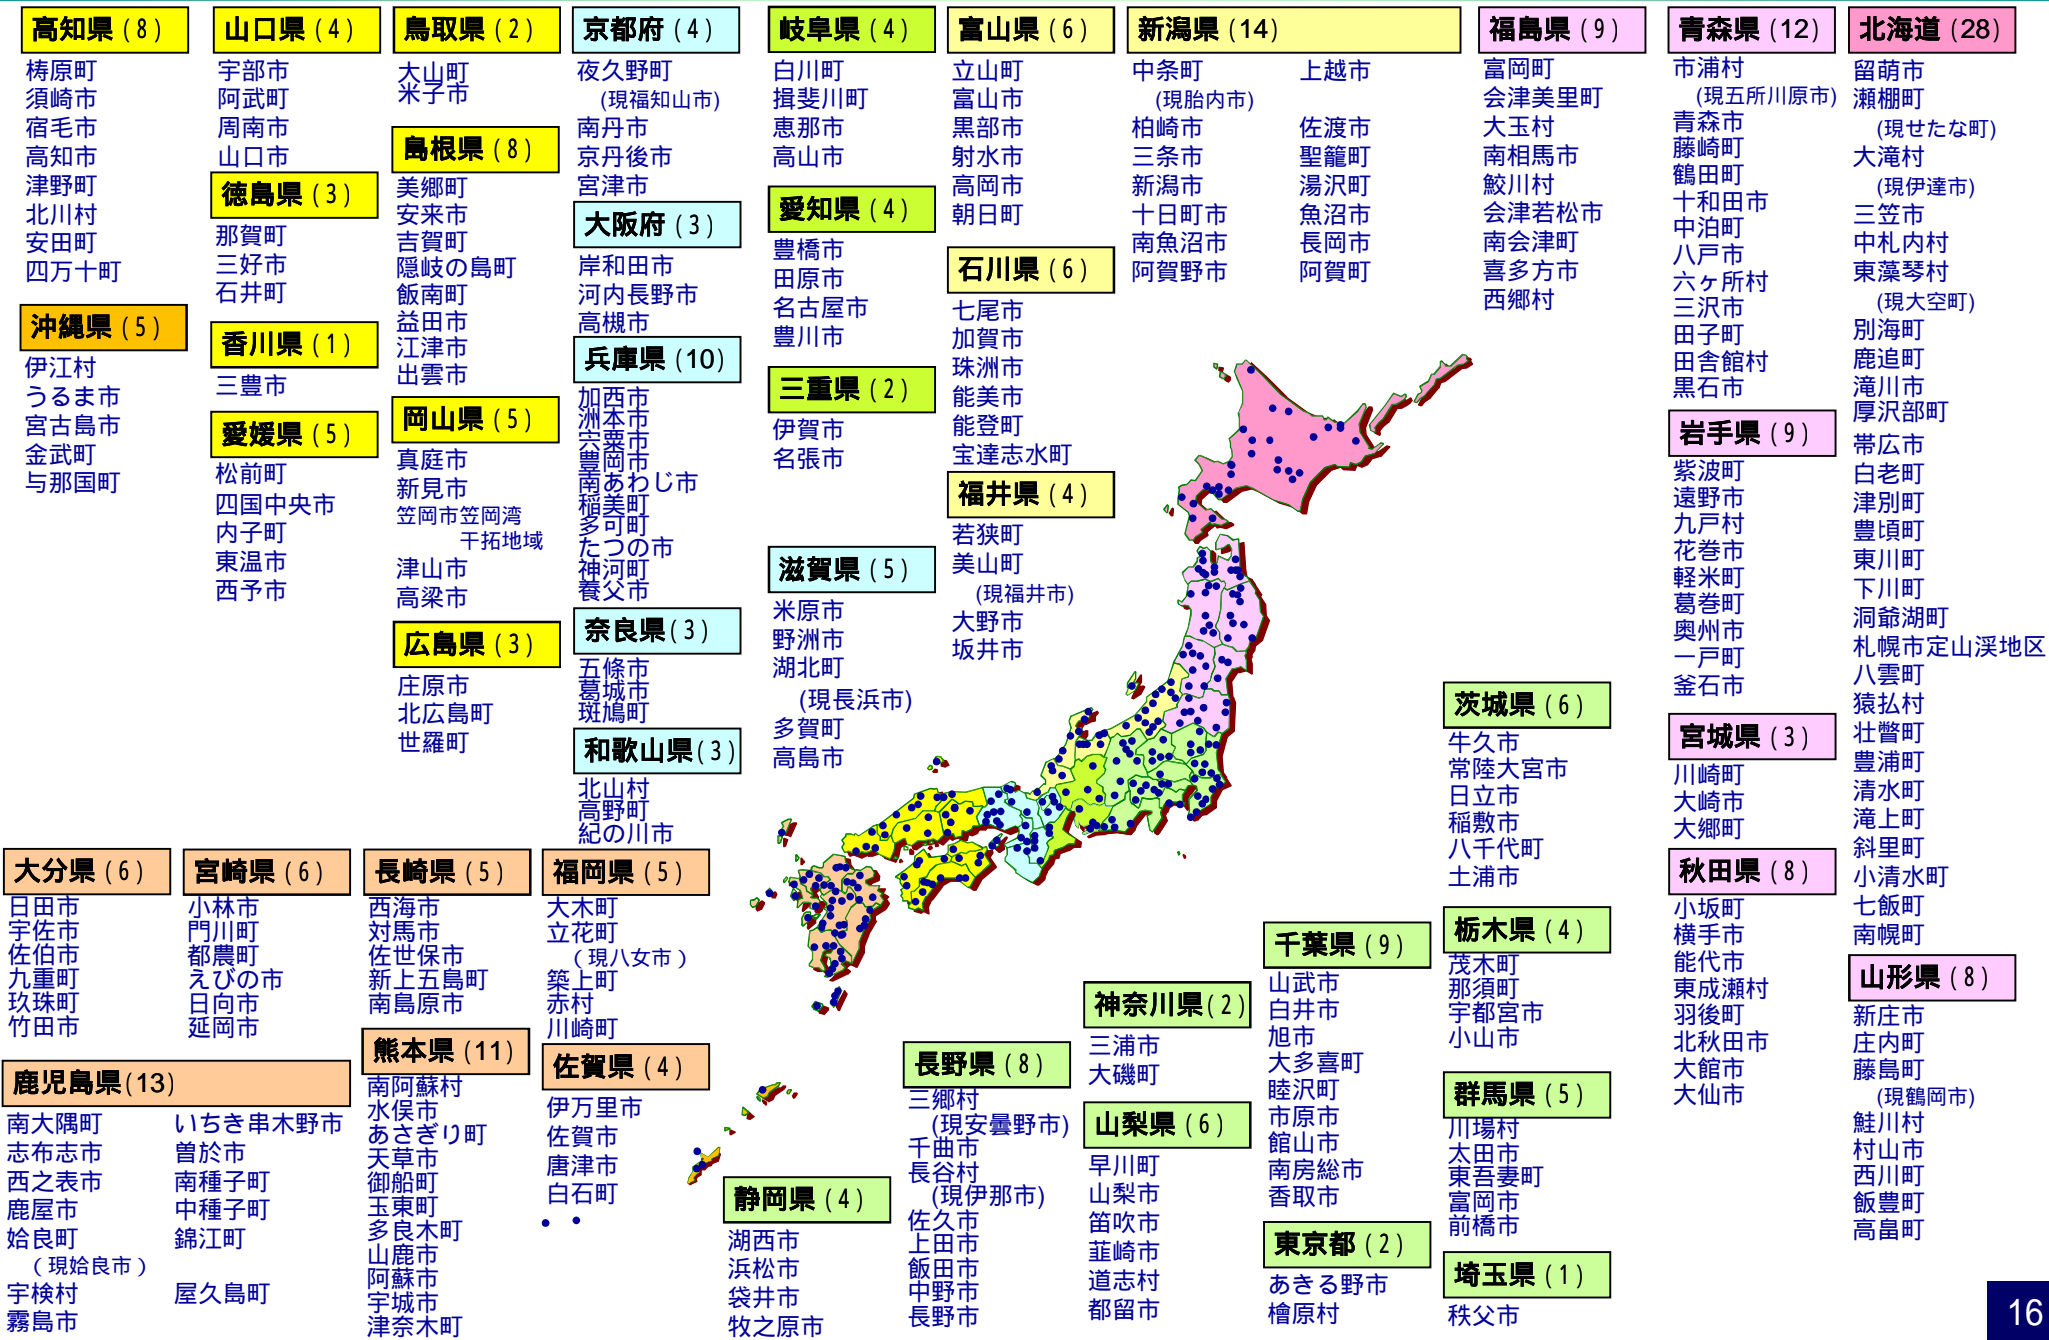 高知県(8)
梼原町
須崎市
宿毛市
高知市
津野町
北川村
安田町
四万十町
沖縄県(5)
伊江村
うるま市
宮古島市
金武町
与那国町
山口県(4)
宇部市
阿武町
周南市
山口市
徳島県(3)
那賀町
三好市
石井町
香川県(1)
三豊市
愛媛県(5)
松前町
四国中央市
内子町
東温市
西予市
鳥取県(2)
大山町
米子市
島根県(8)
美郷町
安来市
吉賀町
隠岐の島町
飯南町
益田市
江津市
出雲市
岡山県(5)
真庭市
新見市
笠岡市笠岡湾
干拓地域
津山市
高梁市
広島県(3)
庄原市
北広島町
世羅町
京都府(4)
夜久野町
(現福知山市)
南丹市
京丹後市
宮津市
大阪府(3)
岸和田市
河内長野市
高槻市
兵庫県(10)
加西市
洲本市
宍粟市
豊岡市
南あわじ市
稲美町
多可町
たつの市
神河町
養父市
奈良県(3)
五條市
葛城市
斑鳩町
和歌山県(3)
北山村
高野町
紀の川市
岐阜県(4)
白川町
揖斐川町
恵那市
高山市
愛知県(4)
豊橋市
田原市
名古屋市
豊川市
三重県(2)
伊賀市
名張市
滋賀県(5)
米原市
野洲市
湖北町
(現長浜市)
多賀町
高島市
富山県(6)
立山町
富山市
黒部市
射水市
高岡市
朝日町
石川県(6)
七尾市
加賀市
珠洲市
能美市
能登町
宝達志水町
福井県(4)
若狭町
美山町
(現福井市)
大野市
坂井市
新潟県(14)
中条町 上越市
(現胎内市)
柏崎市 佐渡市
三条市 聖籠町
新潟市 湯沢町
十日町市 魚沼市
南魚沼市 長岡市
阿賀野市 阿賀町
福島県(9)
富岡町
会津美里町
大玉村
南相馬市
鮫川村
会津若松市
南会津町
喜多方市
西郷村
青森県(12)
市浦村
(現五所川原市)
青森市
藤崎町
鶴田町
十和田市
中泊町
八戸市
六ヶ所村
三沢市
田子町
田舎館村
黒石市
岩手県(9)
紫波町
遠野市
九戸村
花巻市
軽米町
葛巻町
奥州市
一戸町
釜石市
宮城県(3)
川崎町
大崎市
大郷町
秋田県(8)
小坂町
横手市
能代市
東成瀬村
羽後町
北秋田市
大館市
大仙市
北海道(28)
留萌市
瀬棚町
(現せたな町)
大滝村
(現伊達市)
三笠市
中札内村
東藻琴村
(現大空町)
別海町
鹿追町
滝川市
厚沢部町
帯広市
白老町
津別町
豊頃町
東川町
下川町
洞爺湖町
札幌市定山渓地区
八雲町
猿払村
壮瞥町
豊浦町
清水町
滝上町
斜里町
小清水町
七飯町
南幌町
山形県(8)
新庄市
庄内町
藤島町
(現鶴岡市)
鮭川村
村山市
西川町
飯豊町
高畠町
茨城県(6)
牛久市
常陸大宮市
日立市
稲敷市
八千代町
土浦市
栃木県(4)
茂木町
那須町
宇都宮市
小山市
群馬県(5)
川場村
太田市
東吾妻町
富岡市
前橋市
埼玉県(1)
秩父市
千葉県(9)
山武市
白井市
旭市
大多喜町
睦沢町
市原市
館山市
南房総市
香取市
東京都(2)
あきる野市
檜原村
神奈川県(2)
三浦市
大磯町
山梨県(6)
早川町
山梨市
笛吹市
韮崎市
道志村
都留市
長野県(8)
三郷村
(現安曇野市)
千曲市
長谷村
(現伊那市)
佐久市
上田市
飯田市
中野市
長野市
静岡県(4)
湖西市
浜松市
袋井市
牧之原市
大分県(6)
日田市
宇佐市
佐伯市
九重町
玖珠町
竹田市
宮崎県(6)
小林市
門川町
都農町
えびの市
日向市
延岡市
長崎県(5)
西海市
対馬市
佐世保市
新上五島町
南島原市
福岡県(5)
大木町
立花町
(現八女市)
築上町
赤村
川崎町
鹿児島県(13)
南大隅町 いちき串木野市
志布志市 曽於市
西之表市 南種子町
鹿屋市 中種子町
姶良町 錦江町
(現姶良市)
宇検村 屋久島町
霧島市
熊本県(11)
南阿蘇村
水俣市
あさぎり町
天草市
御船町
玉東町
多良木町
山鹿市
阿蘇市
宇城市
津奈木町
佐賀県(4)
伊万里市
佐賀市
唐津市
白石町
16